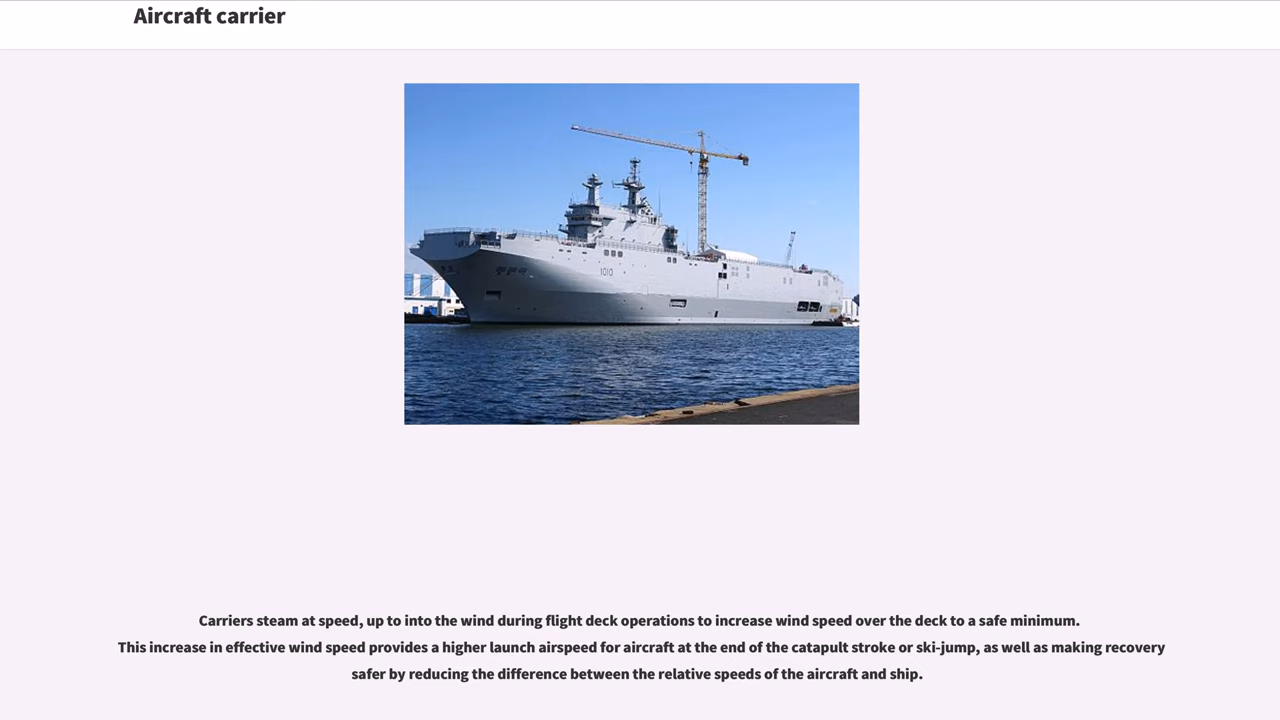 Aircraft carrier
1010
Carriers steam at speed, up to into the wind during flight deck operations to increase wind speed over the deck to a safe minimum.
This increase in effective wind speed provides a higher launch airspeed for aircraft at the end of the catapult stroke or ski-jump, as well as making recovery
safer by reducing the difference between the relative speeds of the aircraft and ship.